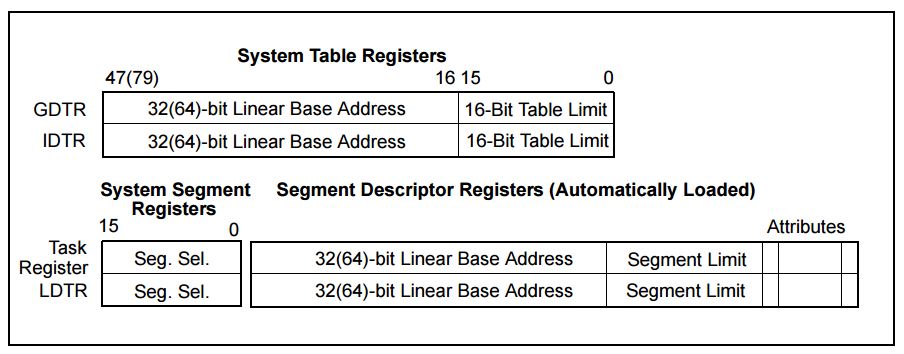 System Table Registers
47(79) 16 15 0
GDTR 32(64)-bit Linear Base Address 16-Bit Table Limit
IDTR 32(64)-bit Linear Base Address 16-Bit Table Limit
System Segment Registers
Segment Descriptor Registers (Automatically Loaded)
15 0
Attributes
Task Register Seg. Sel. 32(64)-bit Linear Base Address Segment Limit
LDTR Seg. Sel. 32(64)-bit Linear Base Address Segment Limit